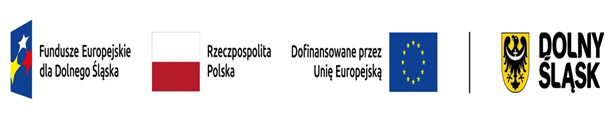 Fundusze Europejskie
dla Dolnego Śląska
Rzeczpospolita
Polska
Dofinansowane przez
Unię Europejską
DOLNY
ŚLĄSK